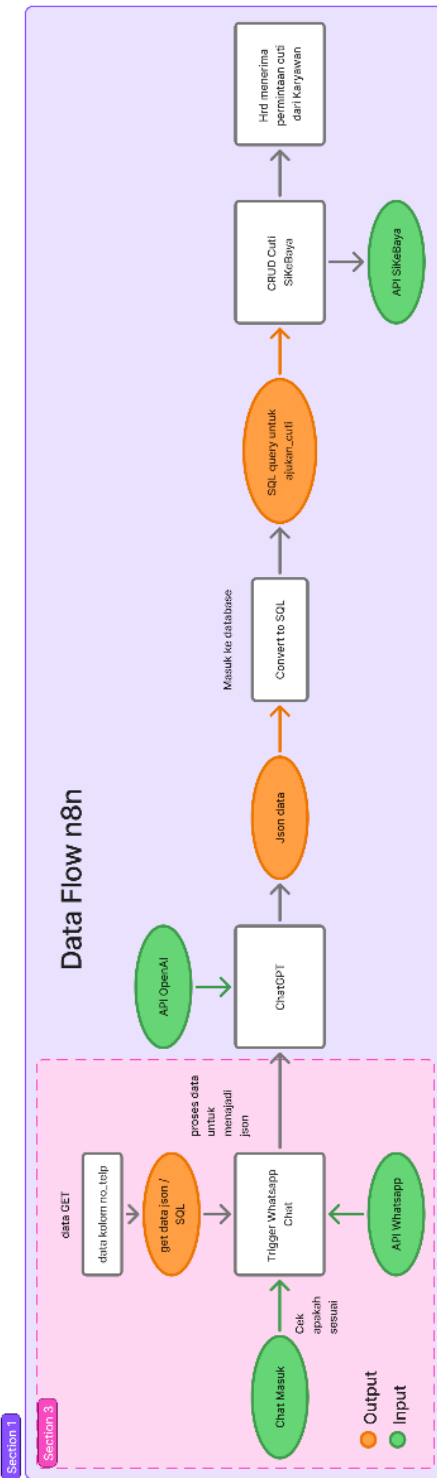 Section 1
Section 3
Data Flow n8n
data GET
data kolom no_telp
get data json /
SQL
Chat Masuk
Cek
apakah
sesuai
Trigger Whatsapp
Chat
API Whatsapp
proses data
untuk
menajadi
json
API OpenAI
ChatGPT
Json data
Masuk ke database
Convert to SQL
SQL query untuk
ajukan_cuti
CRUD Cuti
SiKeBaya
API SiKeBaya
Hrd menerima
permintaan cuti
dari Karyawan
Output
Input